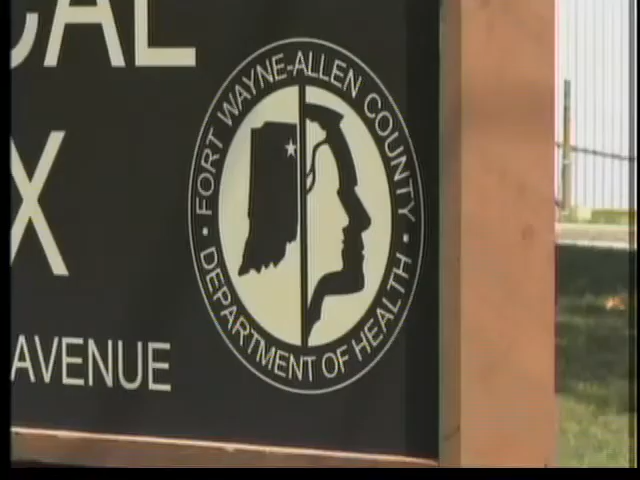 CAL
X
AVENUE
FORT WAYNE-ALLEN COUNTY
• DEPARTMENT OF HEALTH •